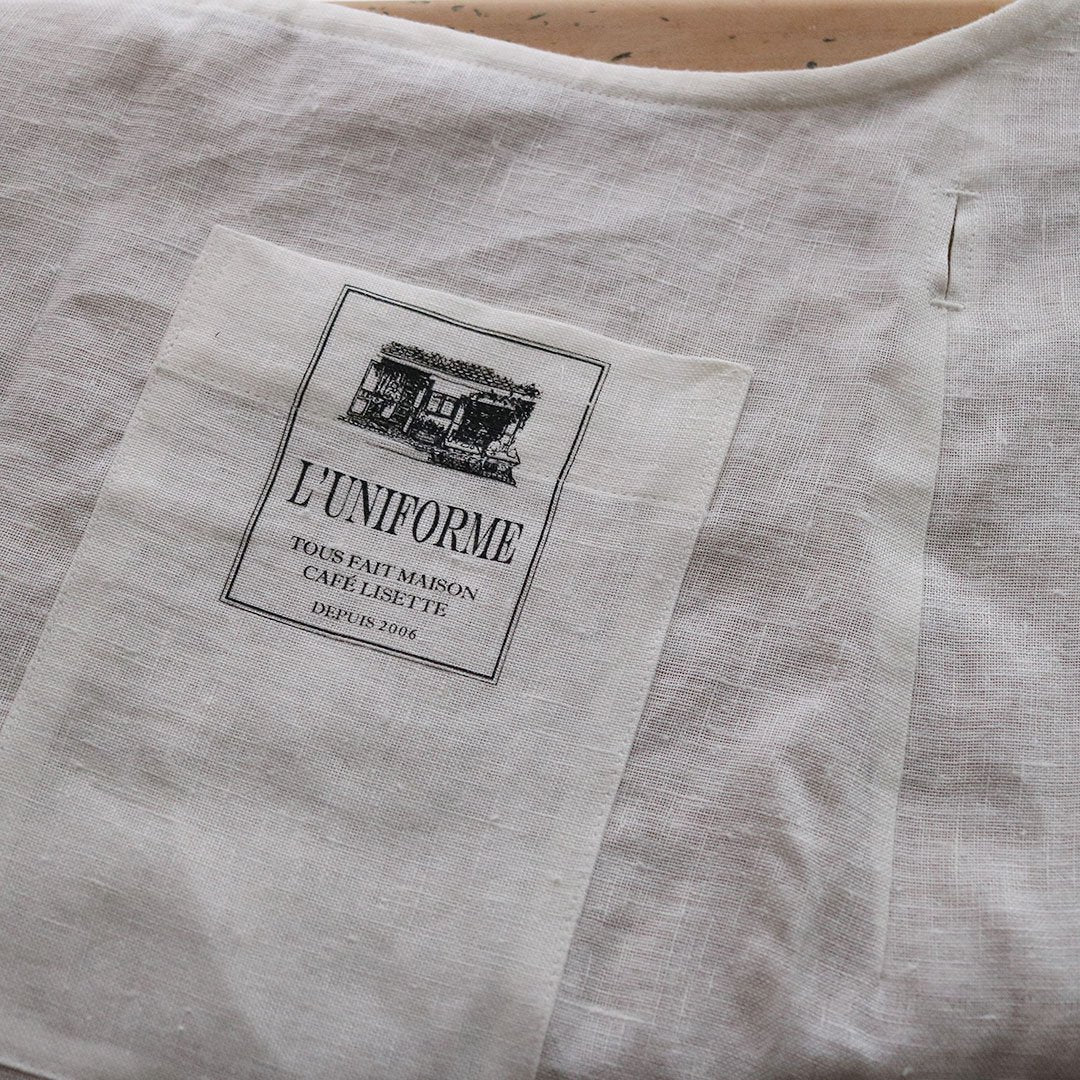 L'UNIFORME
TOUS FAIT MAISON
CAFÉ LISETTE
DEPUIS 2006